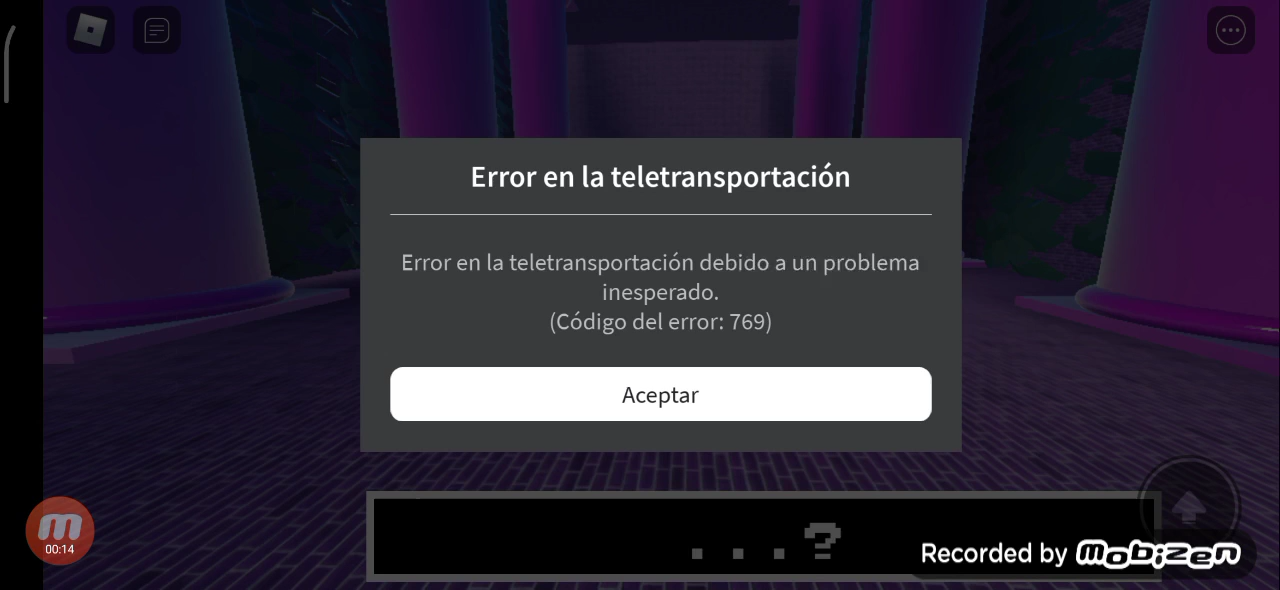 Error en la teletransportación
Error en la teletransportación debido a un problema
inesperado.
(Código del error: 769)
Aceptar
. . . ?
00:14
Recorded by mobizen